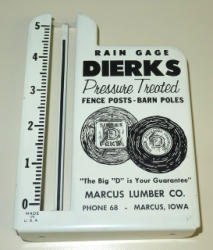 RAIN GAGE
DIERKS
Pressure Treated
FENCE POSTS - BARN POLES
"The Big "D" is Your Guarantee"
MARCUS LUMBER CO.
PHONE 68 - MARCUS, IOWA
5
4
3
2
1
0
MADE
IN
U.S.A.